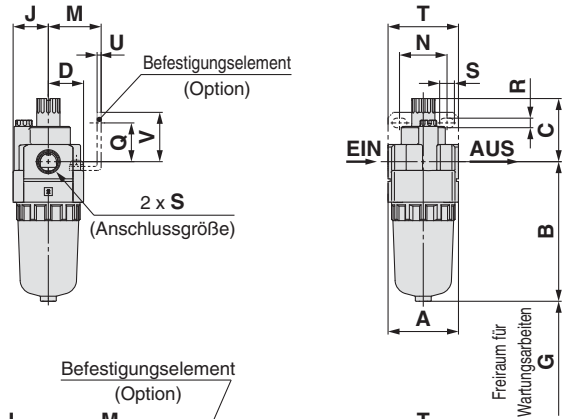 J M T
U N
D S
Befestigungselement
(Option)
R
Q V C
EIN AUS
2 x S
(Anschlussgröße)
B
A
Freiraum für
Wartungsarbeiten
G
Befestigungselement
(Option)
M T